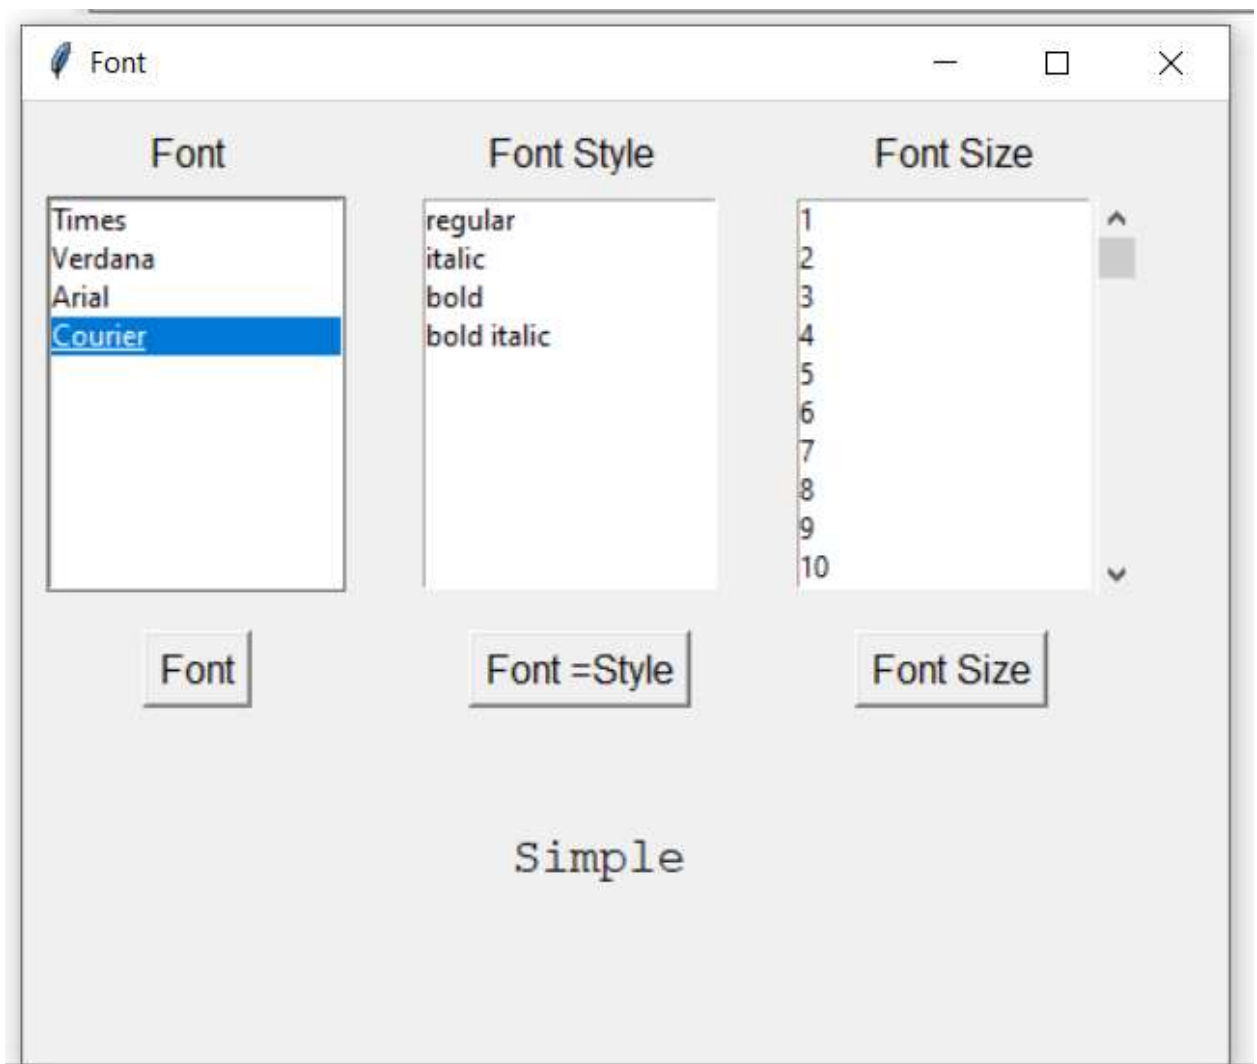 Font
Font Font Style Font Size
Times regular 1
Verdana italic 2
Arial bold 3
Courier bold italic 4
5
6
7
8
9
10
Font Font =Style Font Size
Simple